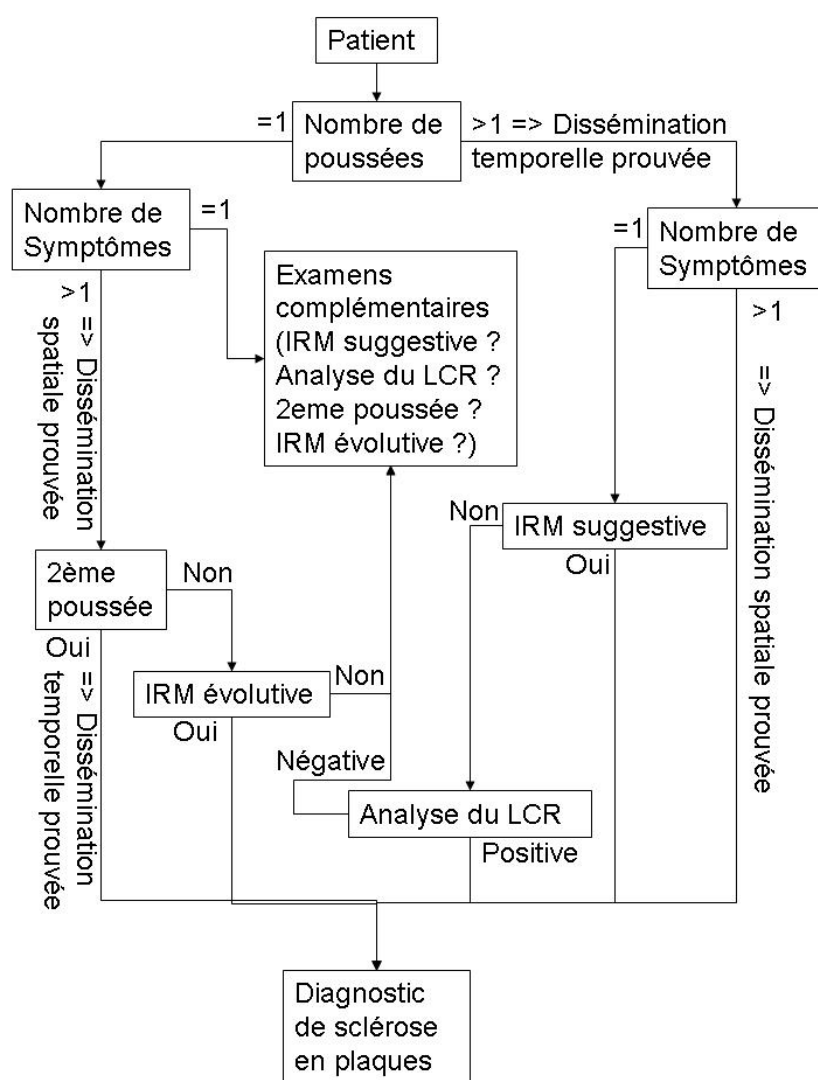 Patient
=1
Nombre de
poussées
>1 => Dissémination
temporelle prouvée
Nombre de
Symptômes
=1
>1
=> Dissémination
spatiale prouvée
Examens
complémentaires
(IRM suggestive ?
Analyse du LCR ?
2eme poussée ?
IRM évolutive ?)
=1
Nombre de
Symptômes
>1
=> Dissémination spatiale prouvée
Non
IRM suggestive
Oui
2ème
poussée
Non
Oui
=> Dissémination
temporelle prouvée
IRM évolutive
Non
Oui
Négative
Analyse du LCR
Positive
Diagnostic
de sclérose
en plaques